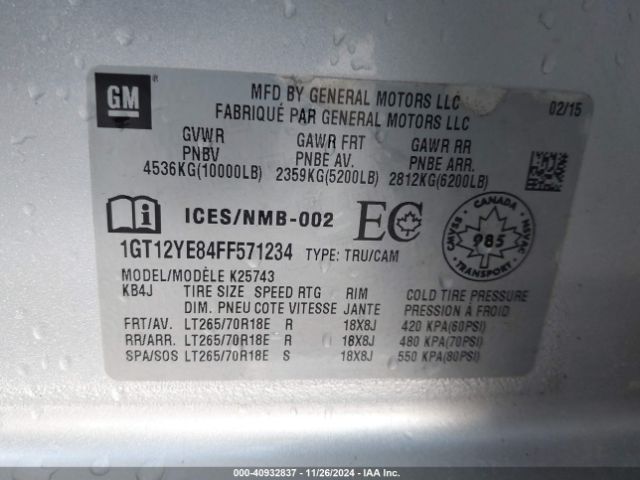 GM
®
MFD BY GENERAL MOTORS LLC 02/15
FABRIQUÉ PAR GENERAL MOTORS LLC
GVWR GAWR FRT GAWR RR
PNBV PNBE AV. PNBE ARR.
4536KG(10000LB) 2359KG(5200LB) 2812KG(6200LB)
ICES/NMB-002 EC
CANADA
CMVSS 985 NSVAC
TRANSPORT
1GT12YE84FF571234 TYPE: TRU/CAM
MODEL/MODÈLE K25743
KB4J TIRE SIZE SPEED RTG RIM COLD TIRE PRESSURE
DIM. PNEU COTE VITESSE JANTE PRESSION A FROID
FRT/AV. LT265/70R18E R 18X8J 420 KPA(60PSI)
RR/ARR. LT265/70R18E R 18X8J 480 KPA(70PSI)
SPA/SOS LT265/70R18E S 18X8J 550 KPA(80PSI)
000-40932837 - 11/26/2024 - IAA Inc.